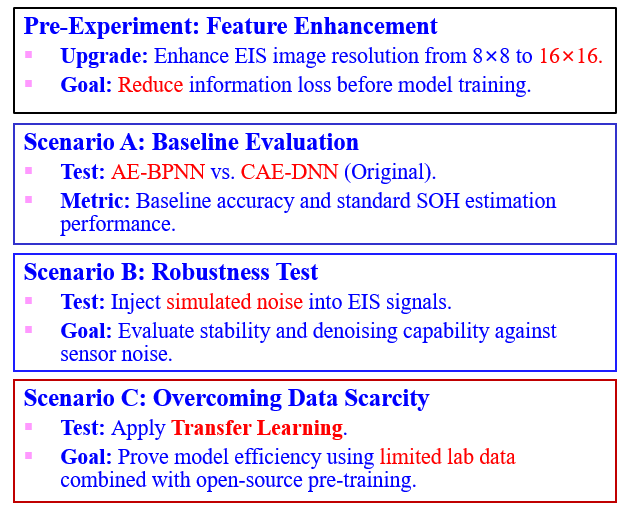 Pre-Experiment: Feature Enhancement
Upgrade: Enhance EIS image resolution from 8×8 to 16×16.
Goal: Reduce information loss before model training.
Scenario A: Baseline Evaluation
Test: AE-BPNN vs. CAE-DNN (Original).
Metric: Baseline accuracy and standard SOH estimation
performance.
Scenario B: Robustness Test
Test: Inject simulated noise into EIS signals.
Goal: Evaluate stability and denoising capability against
sensor noise.
Scenario C: Overcoming Data Scarcity
Test: Apply Transfer Learning.
Goal: Prove model efficiency using limited lab data
combined with open-source pre-training.